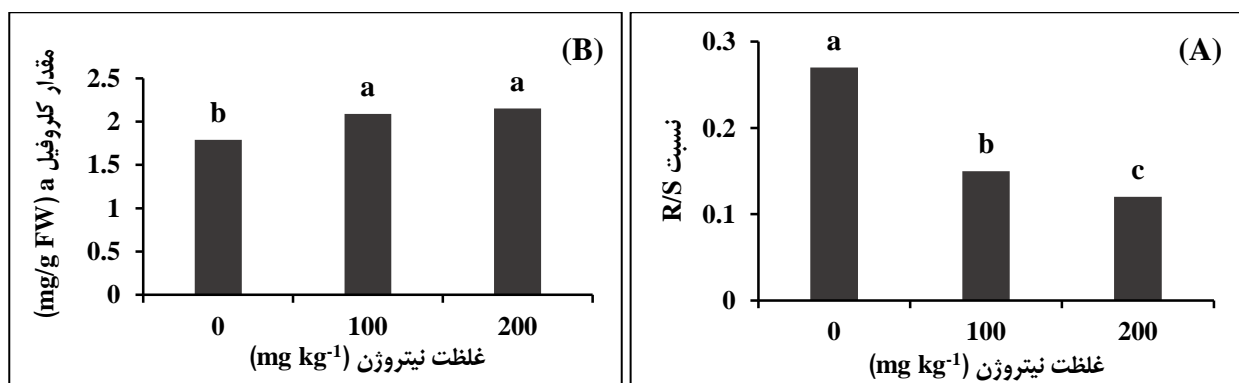 (B)
مقدار کلروفیل a
(mg/g FW)
2.5
2
1.5
1
0.5
0
b
a
a
0 100 200
غلظت نیتروژن (mg kg-1)
(A)
نسبت R/S
0.3
0.2
0.1
0
a
b
c
0 100 200
غلظت نیتروژن (mg kg-1)